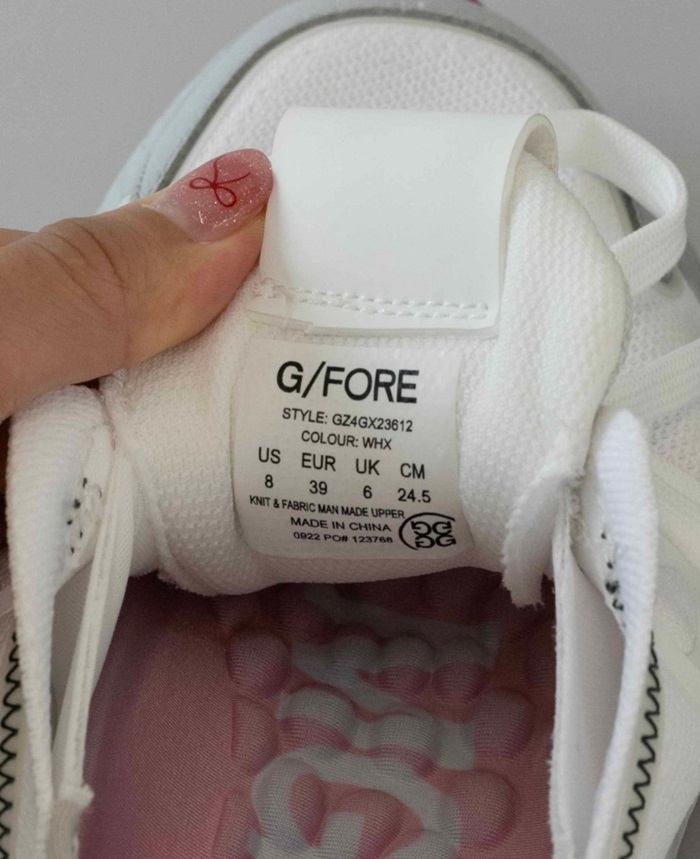 G/FORE
STYLE: GZ4GX23612
COLOUR: WHX
US EUR UK CM
8 39 6 24.5
KNIT & FABRIC MAN MADE UPPER
MADE IN CHINA
0922 PO# 123768